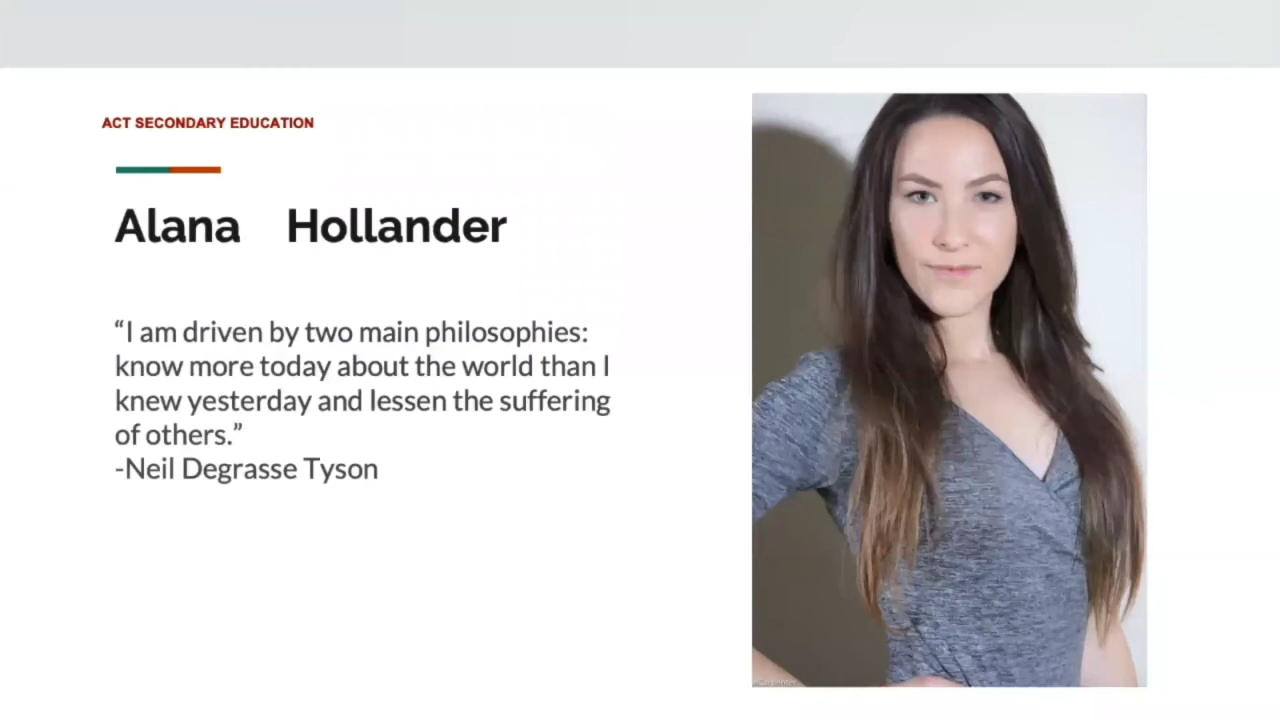 ACT SECONDARY EDUCATION
Alana Hollander
“I am driven by two main philosophies:
know more today about the world than I
knew yesterday and lessen the suffering
of others.”
-Neil Degrasse Tyson